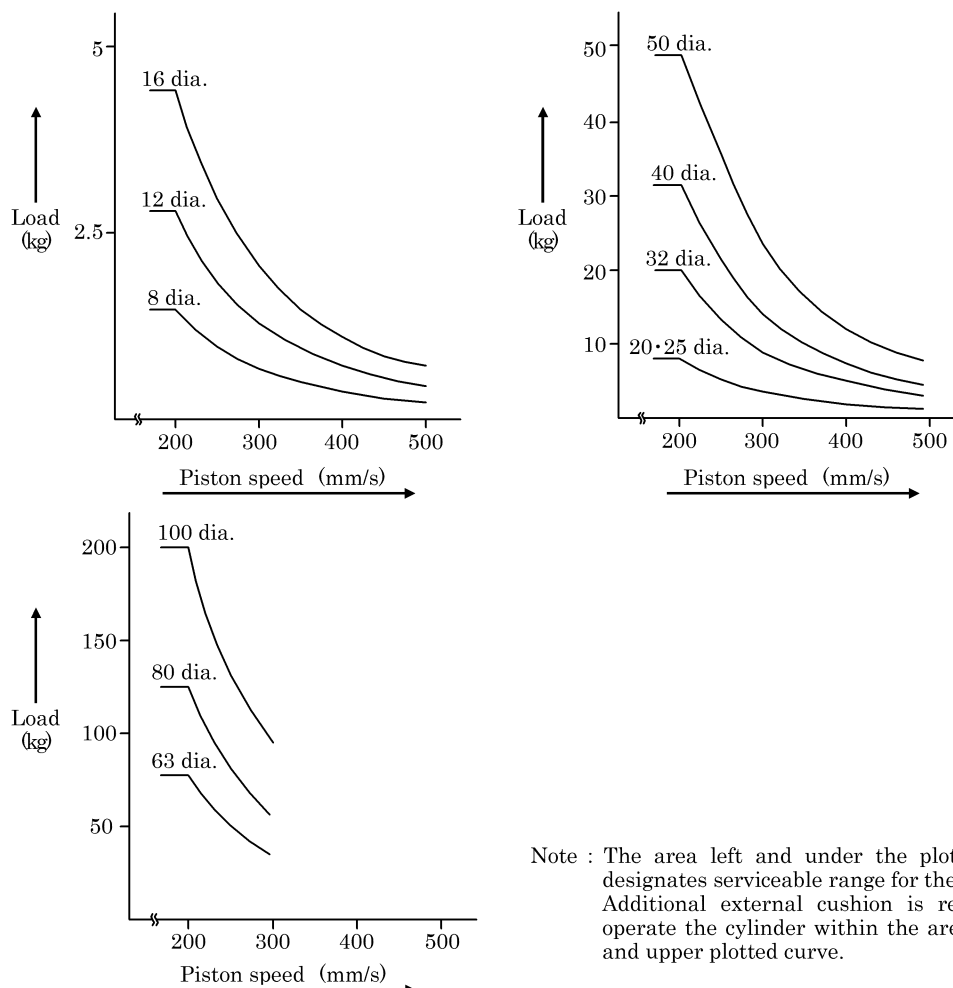 5
16 dia.
12 dia.
Load
(kg)
2.5
8 dia.
200 300 400 500
Piston speed (mm/s)
50
50 dia.
40
40 dia.
30
Load
(kg)
32 dia.
20
20·25 dia.
10
200 300 400 500
Piston speed (mm/s)
100 dia.
200
150
80 dia.
Load
(kg)
100
63 dia.
50
200 300 400 500
Piston speed (mm/s)
Note : The area left and under the plot
designates serviceable range for the
Additional external cushion is re
operate the cylinder within the are
and upper plotted curve.